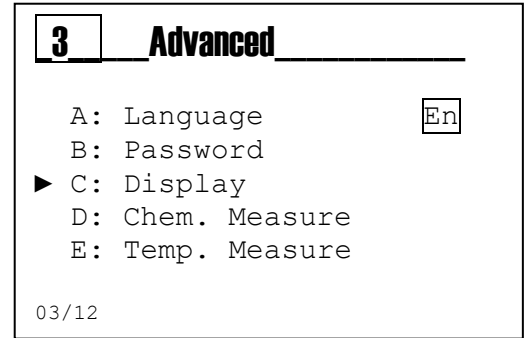 3 Advanced
A: Language En
B: Password
► C: Display
D: Chem. Measure
E: Temp. Measure
03/12